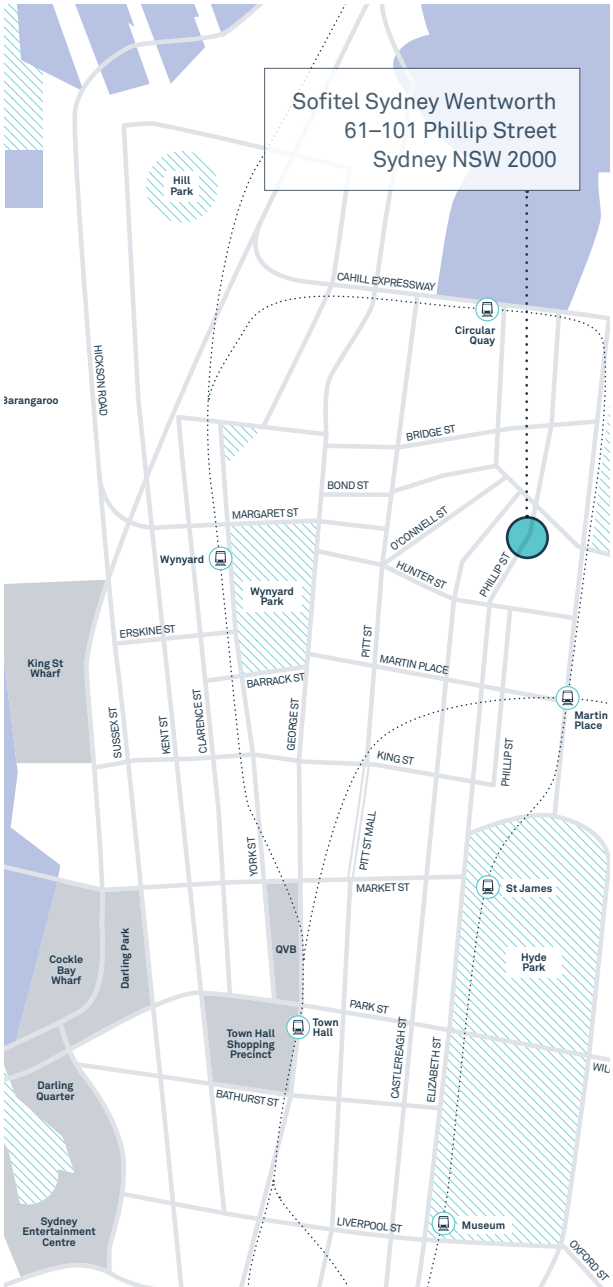 Sofitel Sydney Wentworth
61–101 Phillip Street
Sydney NSW 2000
Hill
Park
CAHILL EXPRESSWAY
Circular
Quay
HICKSON ROAD
Barangaroo
BRIDGE ST
BOND ST
MARGARET ST
O'CONNELL ST
Wynyard
HUNTER ST
PHILLIP ST
Wynyard
Park
ERSKINE ST
PITT ST
King St
Wharf
MARTIN PLACE
BARRACK ST
SUSSEX ST
KENT ST
CLARENCE ST
GEORGE ST
Martin
Place
KING ST
PHILLIP ST
YORK ST
PITT ST MALL
MARKET ST
St James
Cockle
Bay
Wharf
Darling Park
QVB
Hyde
Park
PARK ST
Town Hall
Shopping
Precinct
Town
Hall
CASTLEREAGH ST
ELIZABETH ST
WIL
Darling
Quarter
BATHURST ST
Sydney
Entertainment
Centre
LIVERPOOL ST
Museum
OXFORD ST